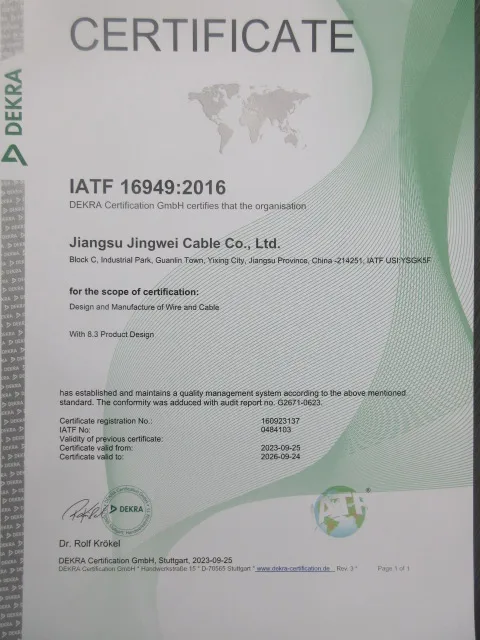 CERTIFICATE
DEKRA
IATF 16949:2016
DEKRA Certification GmbH certifies that the organisation
Jiangsu Jingwei Cable Co., Ltd.
Block C, Industrial Park, Guanlin Town, Yixing City, Jiangsu Province, China -214251, IATF USI:YSGK5F
for the scope of certification:
Design and Manufacture of Wire and Cable
With 8.3 Product Design
has established and maintains a quality management system according to the above mentioned
standard. The conformity was adduced with audit report no. G2671-0623.
Certificate registration No.: 160923137
IATF No: 0484103
Validity of previous certificate:
Certificate valid from: 2023-09-25
Certificate valid to: 2026-09-24
DEKRA
IATF
Dr. Rolf Krökel
DEKRA Certification GmbH, Stuttgart, 2023-09-25
DEKRA Certification GmbH * Handwerkstraße 15 * D-70565 Stuttgart * www.dekra-certification.de Rev. 3 * Page 1 of 1